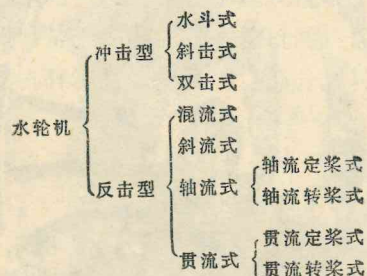 水轮机
冲击型
水斗式
斜击式
双击式
反击型
混流式
斜流式
轴流式
轴流定桨式
轴流转桨式
贯流式
贯流定桨式
贯流转桨式